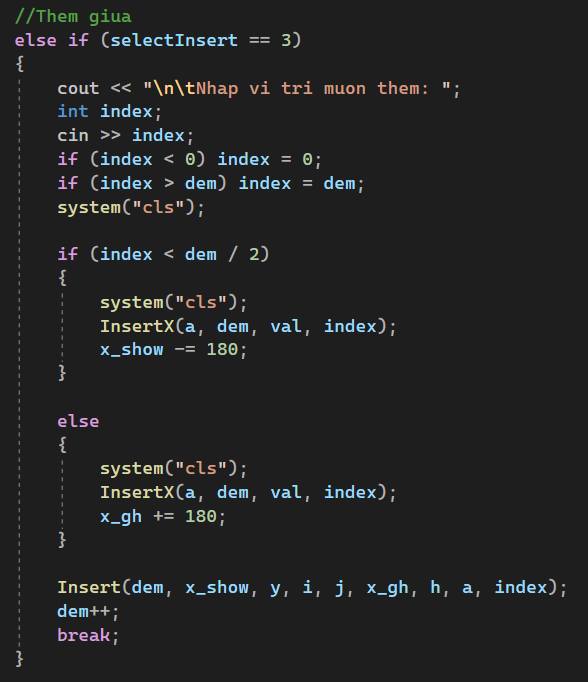 //Them giua
else if (selectInsert == 3)
{
cout << "\n\tNhap vi tri muon them: ";
int index;
cin >> index;
if (index < 0) index = 0;
if (index > dem) index = dem;
system("cls");
if (index < dem / 2)
{
system("cls");
InsertX(a, dem, val, index);
x_show -= 180;
}
else
{
system("cls");
InsertX(a, dem, val, index);
x_gh += 180;
}
Insert(dem, x_show, y, i, j, x_gh, h, a, index);
dem++;
break;
}